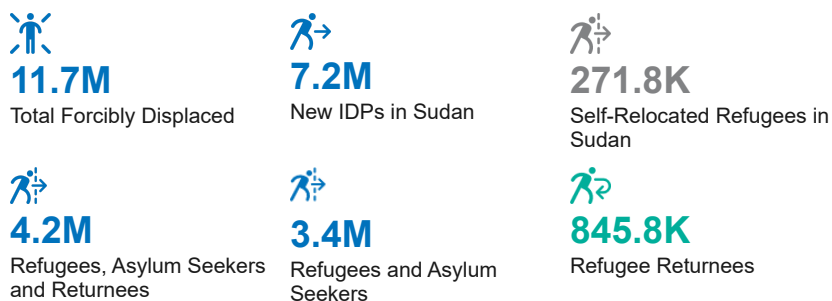 11.7M
Total Forcibly Displaced
7.2M
New IDPs in Sudan
271.8K
Self-Relocated Refugees in
Sudan
4.2M
Refugees, Asylum Seekers
and Returnees
3.4M
Refugees and Asylum
Seekers
845.8K
Refugee Returnees